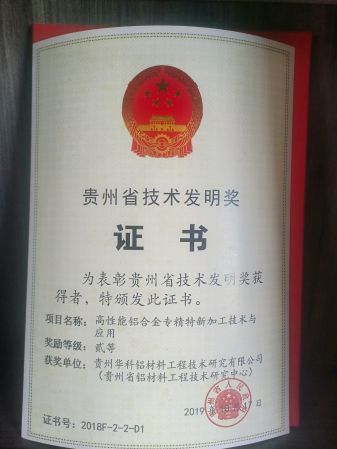 贵州省技术发明奖
证书
为表彰贵州省技术发明奖获
得者，特颁发此证书。
项目名称：高性能铝合金专精特新加工技术与
应用
奖励等级：贰等
获奖单位：贵州华科铝材料工程技术研究有限公司
（贵州省铝材料工程技术研究中心）
2019
日
证书号：2018F-2-2-D1